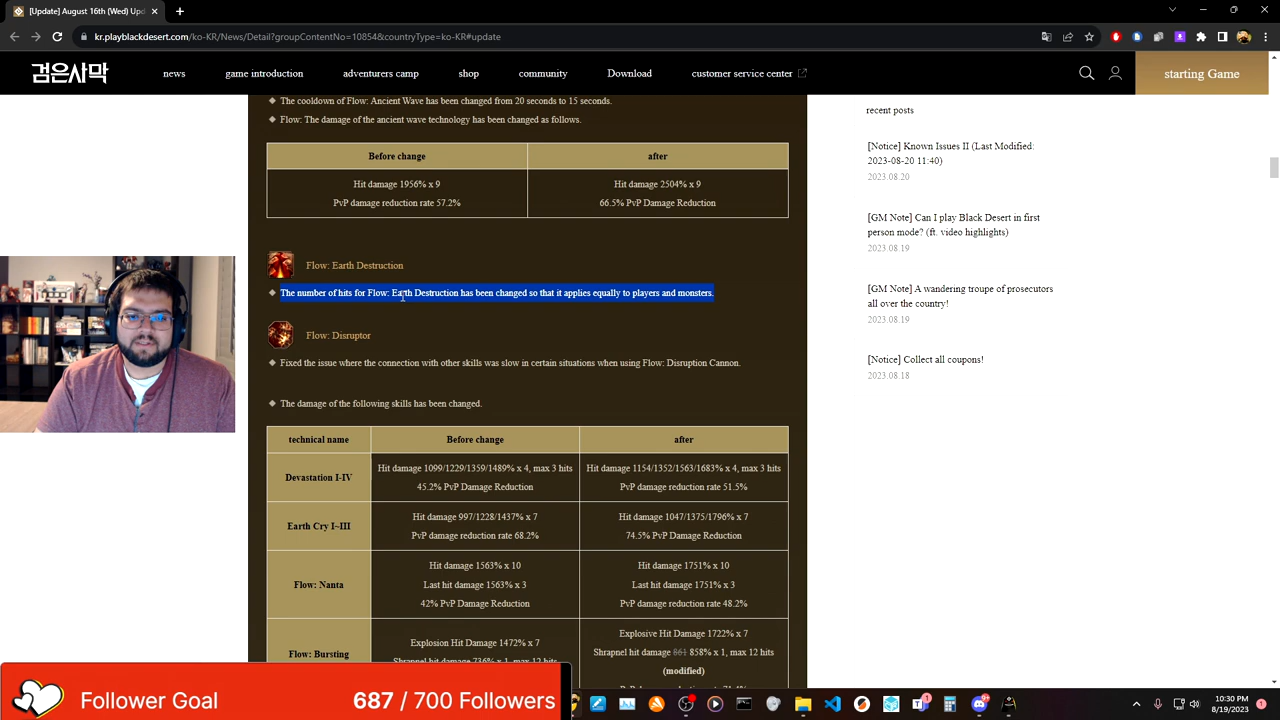 [Update] August 16th (Wed) Upd
kr.playblackdesert.com/ko-KR/News/Detail?groupContentNo=10854&countryType=ko-KR#update
검은사막
news
game introduction
adventurers camp
shop
community
Download
customer service center
starting Game
The cooldown of Flow: Ancient Wave has been changed from 20 seconds to 15 seconds.
Flow: The damage of the ancient wave technology has been changed as follows.
Before change
after
Hit damage 1956% x 9
PvP damage reduction rate 57.2%
Hit damage 2504% x 9
66.5% PvP Damage Reduction
Flow: Earth Destruction
The number of hits for Flow: Earth Destruction has been changed so that it applies equally to players and monsters.
Flow: Disruptor
Fixed the issue where the connection with other skills was slow in certain situations when using Flow: Disruption Cannon.
The damage of the following skills has been changed.
technical name
Before change
after
Devastation I-IV
Hit damage 1099/1229/1359/1489% x 4, max 3 hits
45.2% PvP Damage Reduction
Hit damage 1154/1352/1563/1683% x 4, max 3 hits
PvP damage reduction rate 51.5%
Earth Cry I~III
Hit damage 997/1228/1437% x 7
PvP damage reduction rate 68.2%
Hit damage 1047/1375/1796% x 7
74.5% PvP Damage Reduction
Flow: Nanta
Hit damage 1563% x 10
Last hit damage 1563% x 3
42% PvP Damage Reduction
Hit damage 1751% x 10
Last hit damage 1751% x 3
PvP damage reduction rate 48.2%
Flow: Bursting
Explosion Hit Damage 1472% x 7
Shrapnel hit damage 736% x 1, max 12 hits
Explosive Hit Damage 1722% x 7
Shrapnel hit damage 861 858% x 1, max 12 hits
(modified)
recent posts
[Notice] Known Issues II (Last Modified:
2023-08-20 11:40)
2023.08.20
[GM Note] Can I play Black Desert in first
person mode? (ft. video highlights)
2023.08.19
[GM Note] A wandering troupe of prosecutors
all over the country!
2023.08.19
[Notice] Collect all coupons!
2023.08.18
Follower Goal
687 / 700 Followers
10:30 PM
8/19/2023